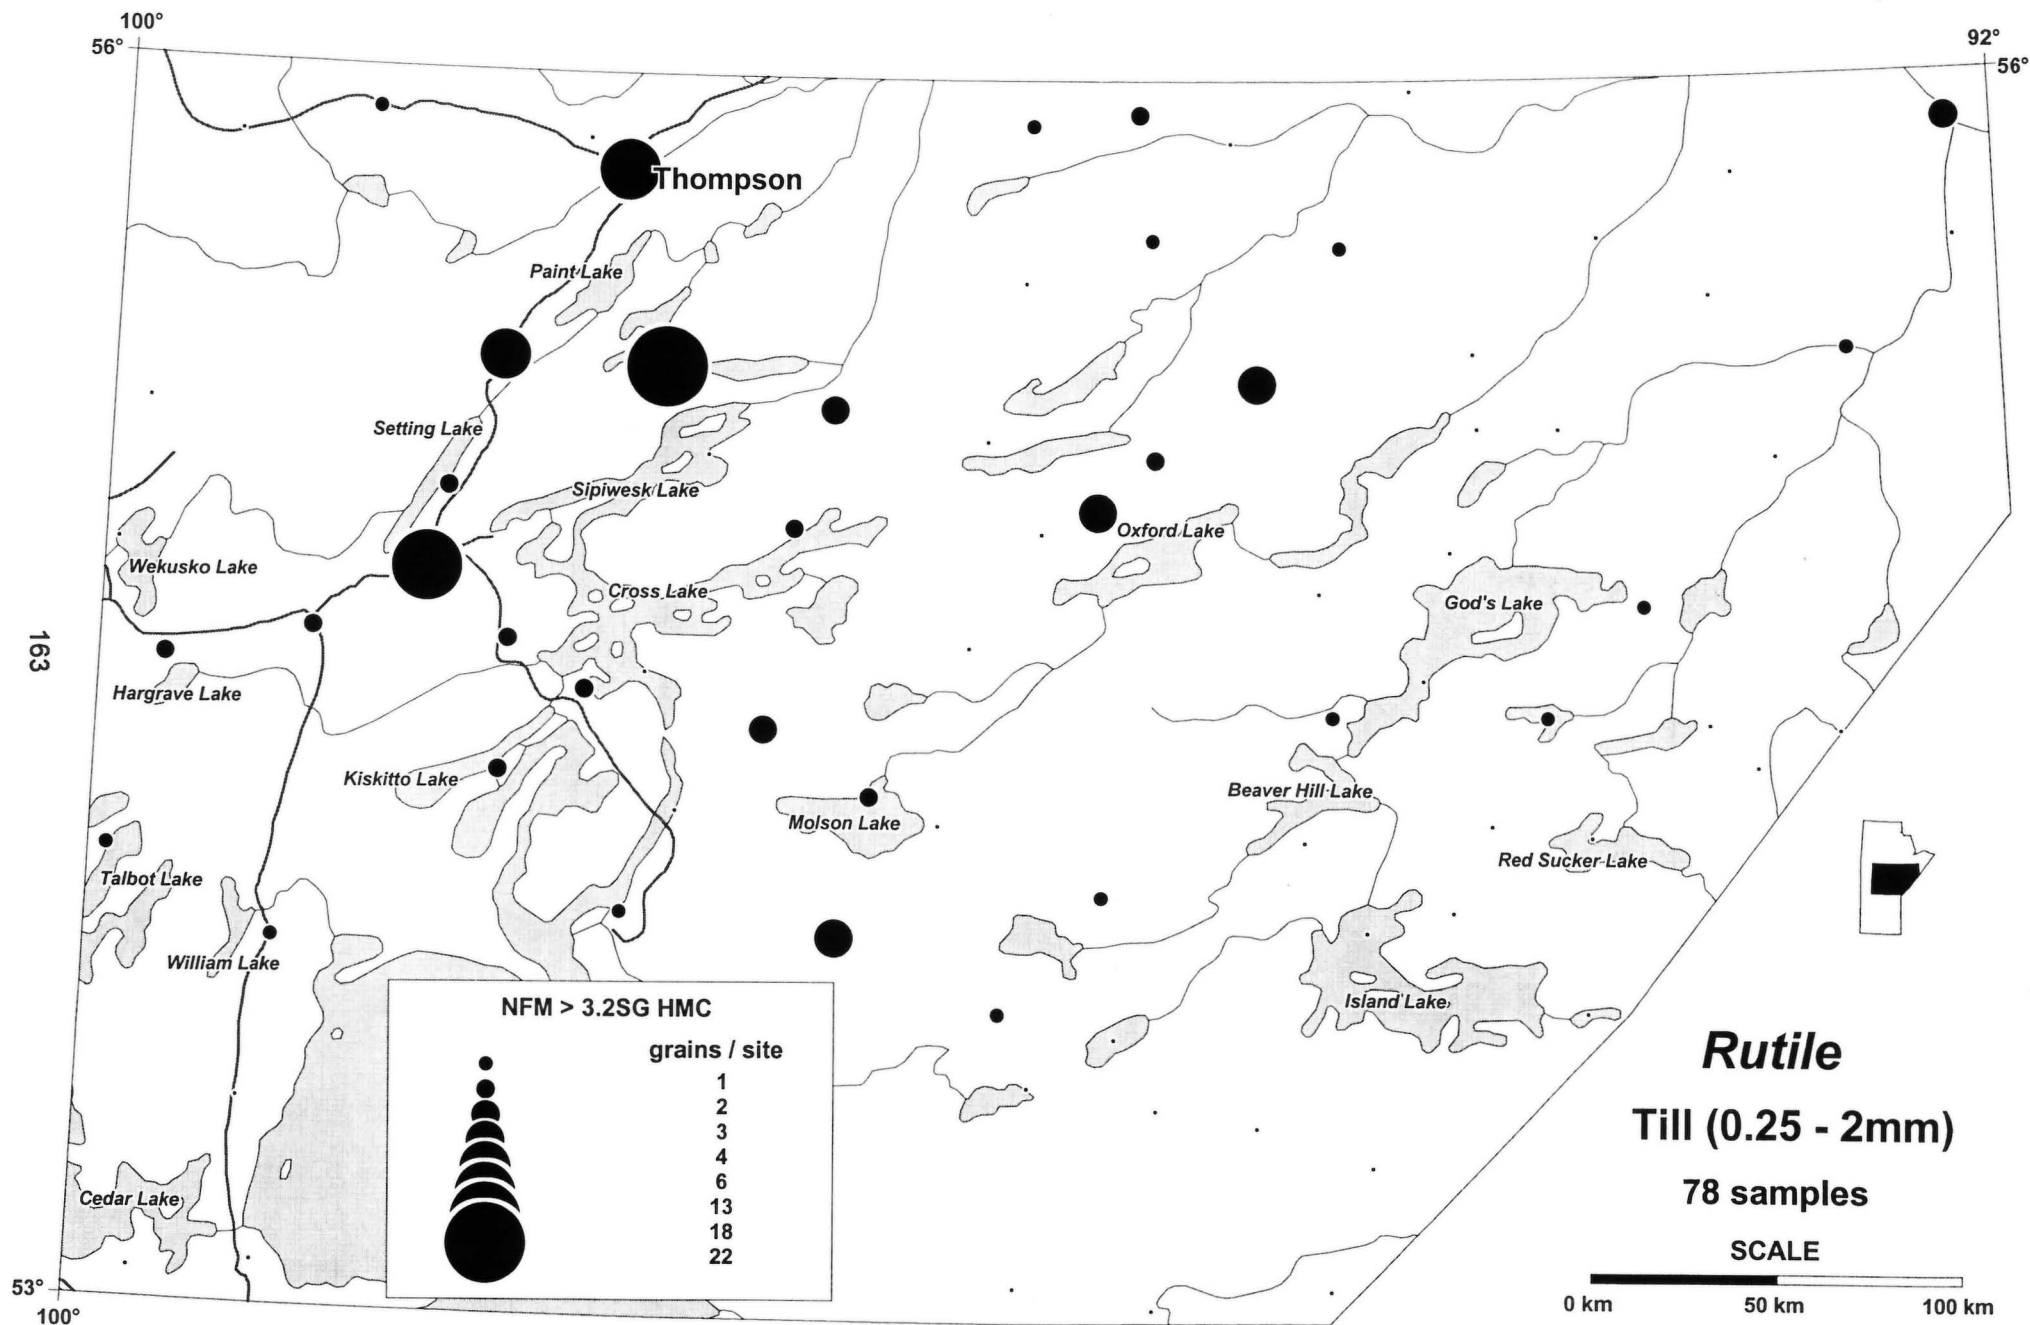 100°
92°
56°
56°
Thompson
Paint Lake
Setting Lake
Sipiwesk Lake
Oxford Lake
Wekusko Lake
Cross Lake
God's Lake
163
Hargrave Lake
Kiskitto Lake
Beaver Hill Lake
Molson Lake
Red Sucker Lake
Talbot Lake
William Lake
Island Lake
NFM > 3.2SG HMC
grains / site
1
2
3
4
6
13
18
22
Rutile
Till (0.25 - 2mm)
78 samples
SCALE
0 km 50 km 100 km
Cedar Lake
53°
100°